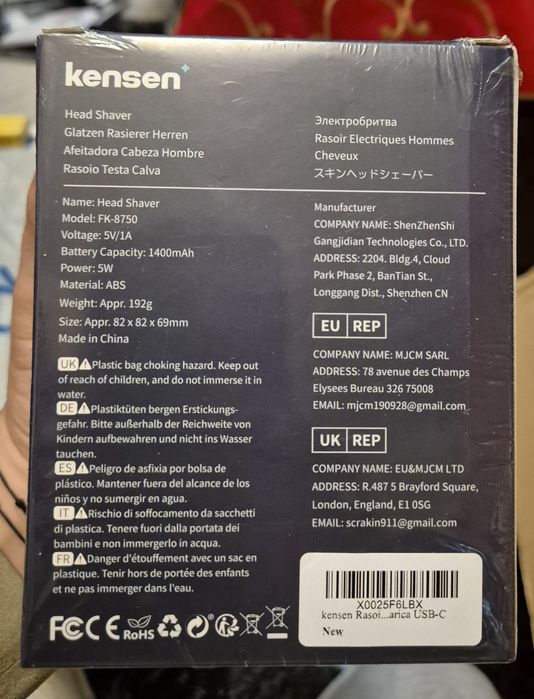 kensen
Head Shaver
Glatzen Rasierer Herren
Afeitadora Cabeza Hombre
Rasoio Testa Calva
Электробритва
Rasoir Electriques Hommes
Cheveux
スキンヘッドシェーバー
Name: Head Shaver
Model: FK-8750
Voltage: 5V/1A
Battery Capacity: 1400mAh
Power: 5W
Material: ABS
Weight: Appr. 192g
Size: Appr. 82 x 82 x 69mm
Made in China
UK Plastic bag choking hazard. Keep out
of reach of children, and do not immerse it in
water.
DE Plastiktüten bergen Erstickungs-
gefahr. Bitte außerhalb der Reichweite von
Kindern aufbewahren und nicht ins Wasser
tauchen.
ES Peligro de asfixia por bolsa de
plástico. Mantener fuera del alcance de los
niños y no sumergir en agua.
IT Rischio di soffocamento da sacchetti
di plastica. Tenere fuori dalla portata dei
bambini e non immergerlo in acqua.
FR Danger d'étouffement avec un sac en
plastique. Tenir hors de portée des enfants
et ne pas immerger dans l'eau.
FC CE RoHS
Manufacturer
COMPANY NAME: ShenZhenShi
Gangjidian Technologies Co., LTD.
ADDRESS: 2204. Bldg.4, Cloud
Park Phase 2, BanTian St.,
Longgang Dist., Shenzhen CN
EU REP
COMPANY NAME: MJCM SARL
ADDRESS: 78 avenue des Champs
Elysees Bureau 326 75008
EMAIL: mjcm190928@gmail.com
UK REP
COMPANY NAME: EU&MJCM LTD
ADDRESS: R.487 5 Brayford Square,
London, England, E1 0SG
EMAIL: scrakin911@gmail.com
X0025F6LBX
kensen Rasoi...arica USB-C
New